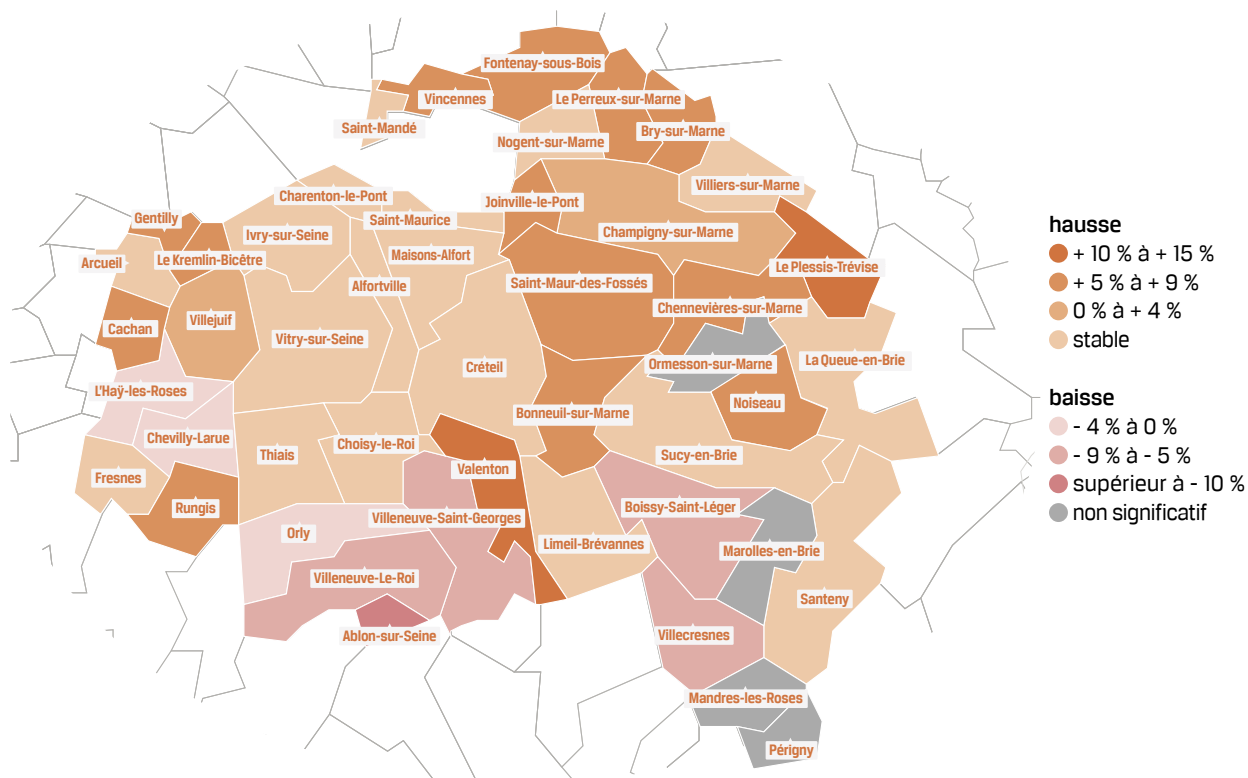 Fontenay-sous-Bois
Vincennes
Le Perreux-sur-Marne
Saint-Mandé
Bry-sur-Marne
Nogent-sur-Marne
Villiers-sur-Marne
Charenton-le-Pont
Joinville-le-Pont
Gentilly
Saint-Maurice
Ivry-sur-Seine
Champigny-sur-Marne
Maisons-Alfort
Arcueil
Le Kremlin-Bicêtre
Le Plessis-Trévise
Alfortville
Saint-Maur-des-Fossés
Chennevières-sur-Marne
Cachan
Villejuif
Vitry-sur-Seine
La Queue-en-Brie
Créteil
Ormesson-sur-Marne
L'Haÿ-les-Roses
Noiseau
Bonneuil-sur-Marne
Chevilly-Larue
Choisy-le-Roi
Thiais
Sucy-en-Brie
Valenton
Fresnes
Rungis
Boissy-Saint-Léger
Villeneuve-Saint-Georges
Orly
Limeil-Brévannes
Marolles-en-Brie
Villeneuve-Le-Roi
Santeny
Ablon-sur-Seine
Villecresnes
Mandres-les-Roses
Périgny
hausse
+ 10 % à + 15 %
+ 5 % à + 9 %
0 % à + 4 %
stable
baisse
- 4 % à 0 %
- 9 % à - 5 %
supérieur à - 10 %
non significatif